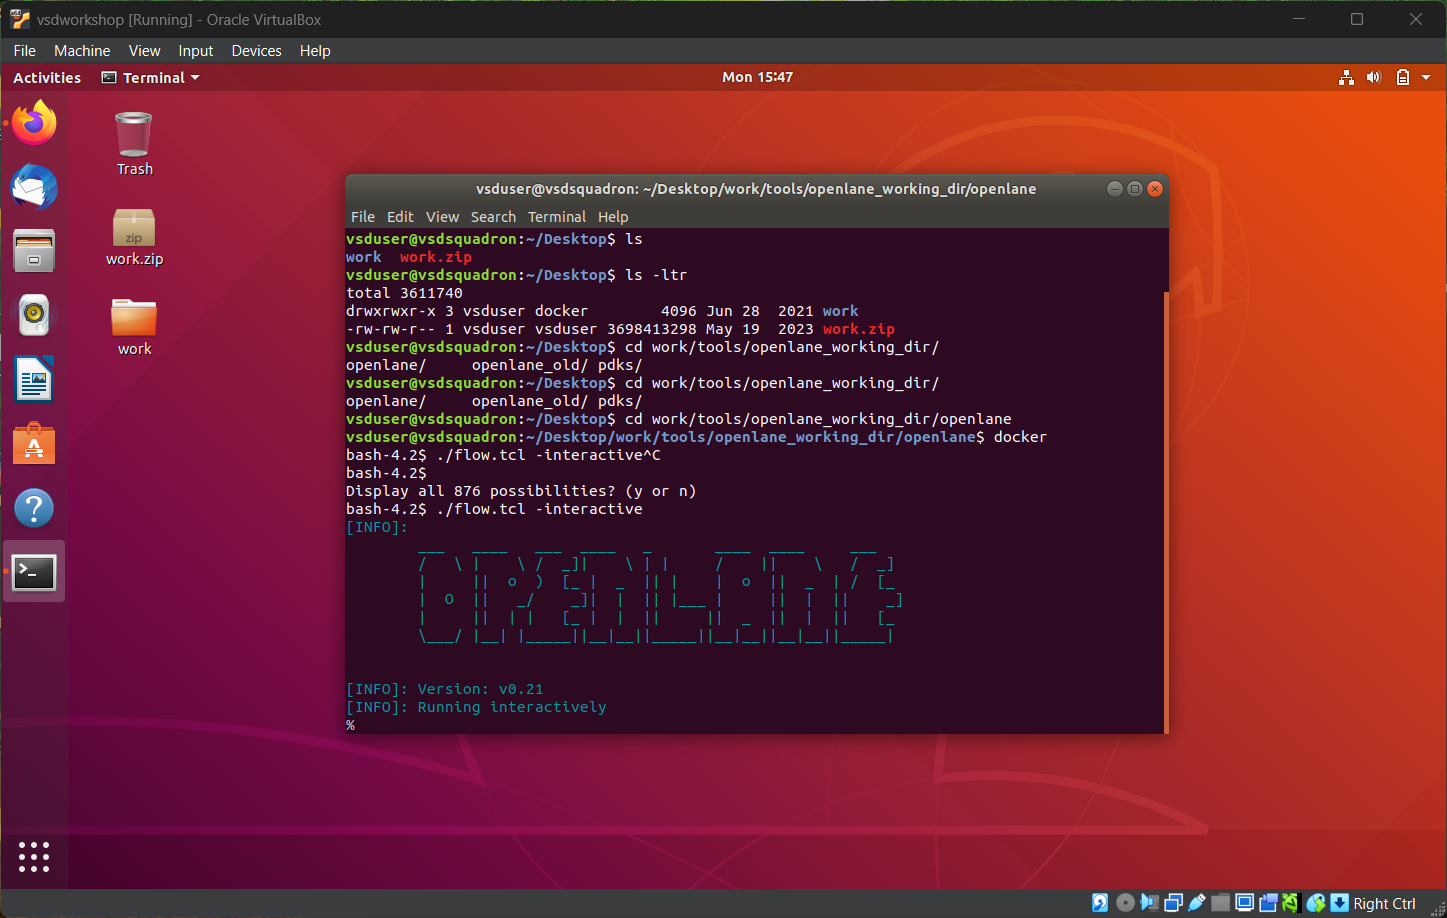 vsdworkshop [Running] - Oracle VirtualBox
File Machine View Input Devices Help
Activities Terminal Mon 15:47
Trash
zip
work.zip
work
vsduser@vsdsquadron: ~/Desktop/work/tools/openlane_working_dir/openlane
File Edit View Search Terminal Help
vsduser@vsdsquadron:~/Desktop$ ls
work  work.zip
vsduser@vsdsquadron:~/Desktop$ ls -ltr
total 3611740
drwxrwxr-x 3 vsduser docker        4096 Jun 28  2021 work
-rw-rw-r-- 1 vsduser vsduser 3698413298 May 19  2023 work.zip
vsduser@vsdsquadron:~/Desktop$ cd work/tools/openlane_working_dir/
openlane/     openlane_old/ pdks/
vsduser@vsdsquadron:~/Desktop$ cd work/tools/openlane_working_dir/
openlane/     openlane_old/ pdks/
vsduser@vsdsquadron:~/Desktop$ cd work/tools/openlane_working_dir/openlane
vsduser@vsdsquadron:~/Desktop/work/tools/openlane_working_dir/openlane$ docker
bash-4.2$ ./flow.tcl -interactive^C
bash-4.2$
Display all 876 possibilities? (y or n)
bash-4.2$ ./flow.tcl -interactive
[INFO]:
OPENLANE
[INFO]: Version: v0.21
[INFO]: Running interactively
%
Right Ctrl